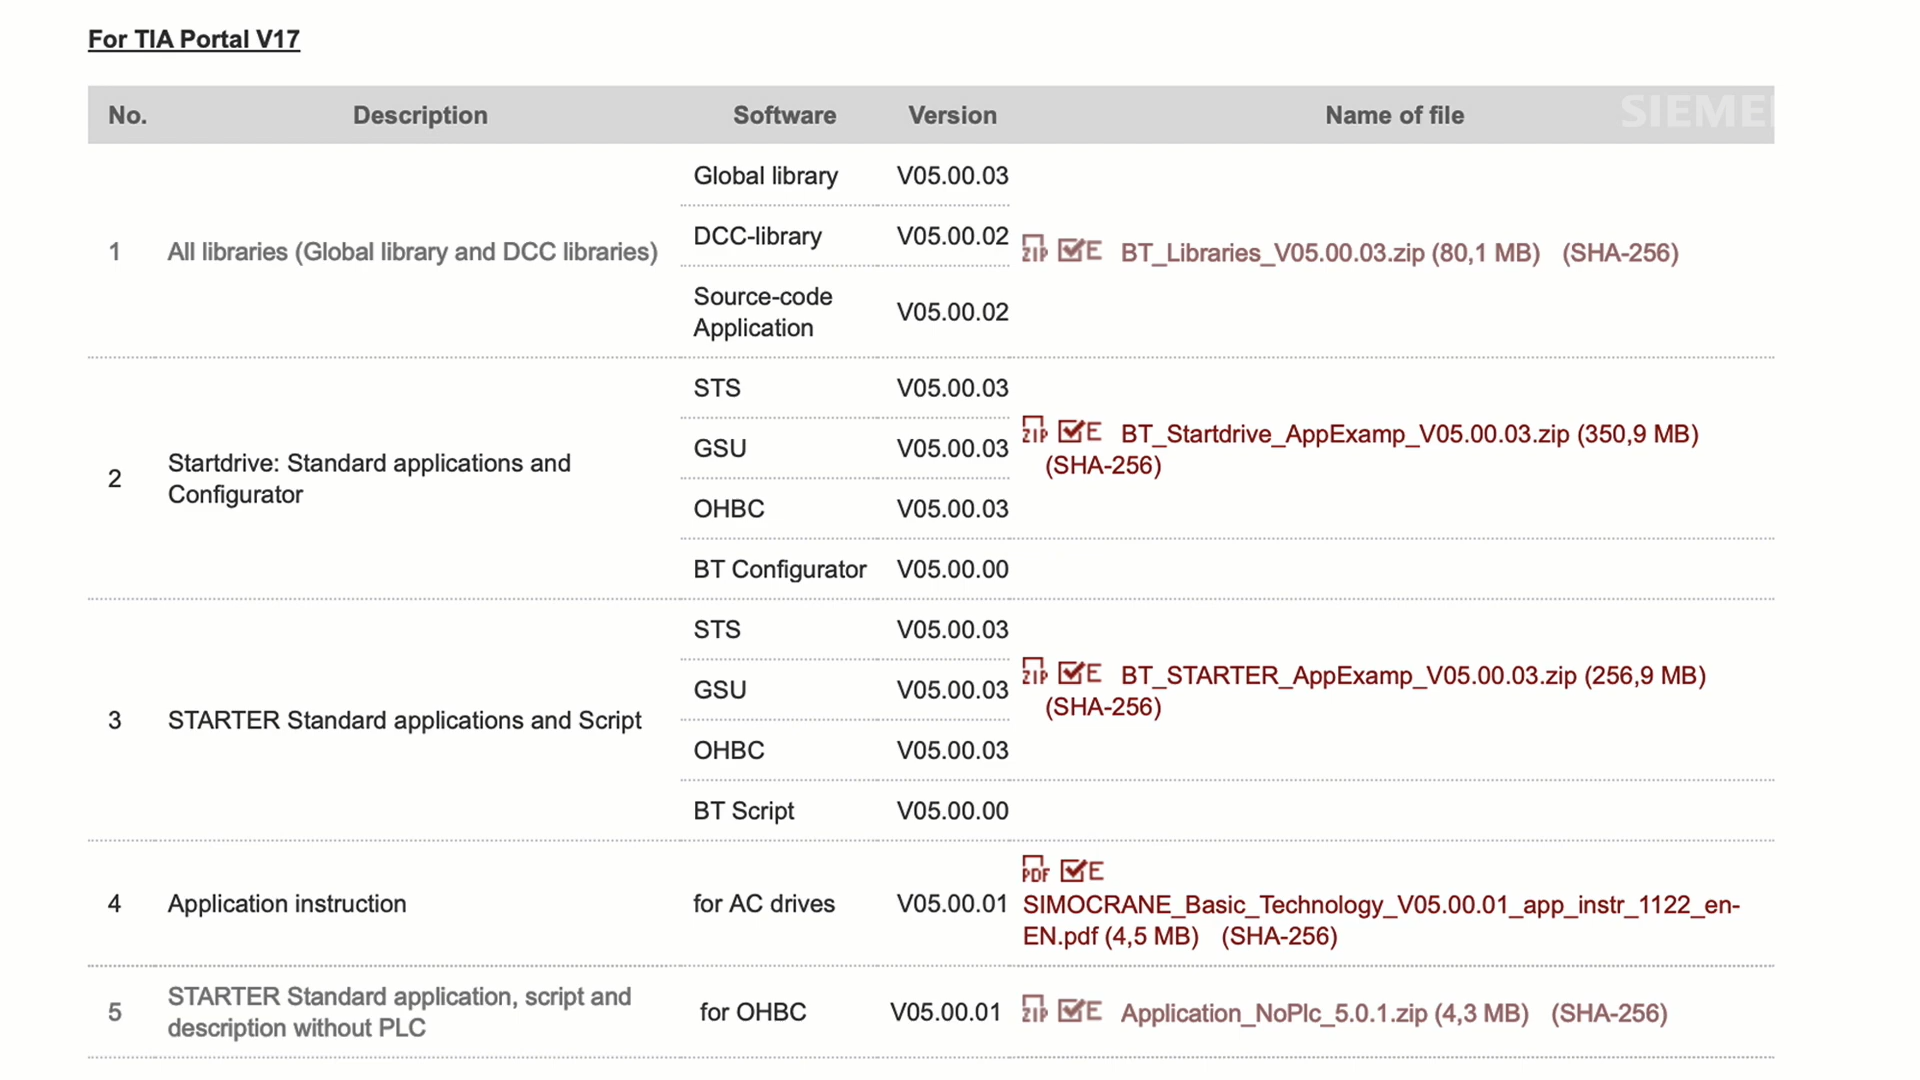 For TIA Portal V17
No. Description Software Version Name of file
SIEME
Global library V05.00.03
DCC-library V05.00.02
1 All libraries (Global library and DCC libraries) ZIP E BT_Libraries_V05.00.03.zip (80,1 MB) (SHA-256)
Source-code
Application V05.00.02
STS V05.00.03
ZIP E BT_Startdrive_AppExamp_V05.00.03.zip (350,9 MB)
(SHA-256)
GSU V05.00.03
2 Startdrive: Standard applications and
Configurator
OHBC V05.00.03
BT Configurator V05.00.00
STS V05.00.03
ZIP E BT_STARTER_AppExamp_V05.00.03.zip (256,9 MB)
(SHA-256)
GSU V05.00.03
3 STARTER Standard applications and Script
OHBC V05.00.03
BT Script V05.00.00
PDF E
4 Application instruction for AC drives V05.00.01 SIMOCRANE_Basic_Technology_V05.00.01_app_instr_1122_en-
EN.pdf (4,5 MB) (SHA-256)
STARTER Standard application, script and
5 description without PLC for OHBC V05.00.01 ZIP E Application_NoPlc_5.0.1.zip (4,3 MB) (SHA-256)